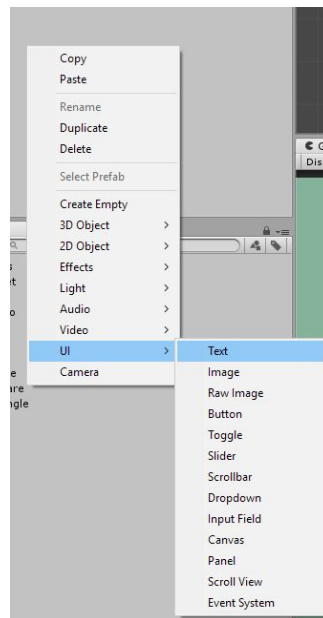 Copy
Paste
Rename
Duplicate
Delete
Select Prefab
Create Empty
3D Object
2D Object
Effects
Light
Audio
Video
UI
Camera
Text
Image
Raw Image
Button
Toggle
Slider
Scrollbar
Dropdown
Input Field
Canvas
Panel
Scroll View
Event System